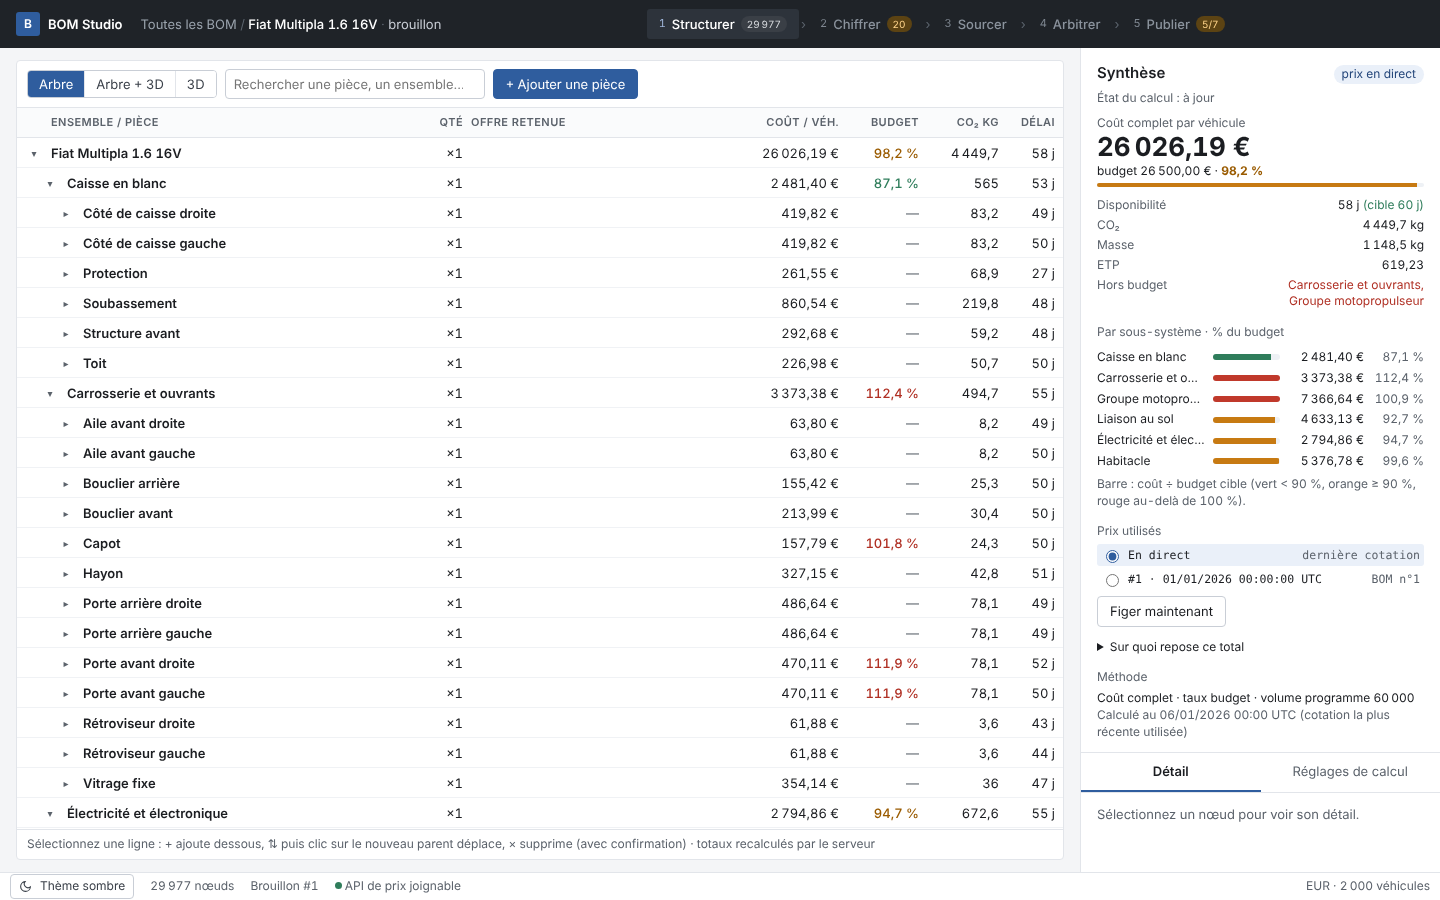 B BOM Studio Toutes les BOM / Fiat Multipla 1.6 16V · brouillon 1 Structurer 29 977 › 2 Chiffrer 20 › 3 Sourcer › 4 Arbitrer › 5 Publier 5/7
Arbre Arbre + 3D 3D Rechercher une pièce, un ensemble... + Ajouter une pièce
ENSEMBLE / PIÈCE QTÉ OFFRE RETENUE COÛT / VÉH. BUDGET CO₂ KG DÉLAI
▾ Fiat Multipla 1.6 16V ×1 26 026,19 € 98,2 % 4 449,7 58 j
▾ Caisse en blanc ×1 2 481,40 € 87,1 % 565 53 j
▸ Côté de caisse droite ×1 419,82 € — 83,2 49 j
▸ Côté de caisse gauche ×1 419,82 € — 83,2 50 j
▸ Protection ×1 261,55 € — 68,9 27 j
▸ Soubassement ×1 860,54 € — 219,8 48 j
▸ Structure avant ×1 292,68 € — 59,2 48 j
▸ Toit ×1 226,98 € — 50,7 50 j
▾ Carrosserie et ouvrants ×1 3 373,38 € 112,4 % 494,7 55 j
▸ Aile avant droite ×1 63,80 € — 8,2 49 j
▸ Aile avant gauche ×1 63,80 € — 8,2 50 j
▸ Bouclier arrière ×1 155,42 € — 25,3 50 j
▸ Bouclier avant ×1 213,99 € — 30,4 50 j
▸ Capot ×1 157,79 € 101,8 % 24,3 50 j
▸ Hayon ×1 327,15 € — 42,8 51 j
▸ Porte arrière droite ×1 486,64 € — 78,1 49 j
▸ Porte arrière gauche ×1 486,64 € — 78,1 49 j
▸ Porte avant droite ×1 470,11 € 111,9 % 78,1 52 j
▸ Porte avant gauche ×1 470,11 € 111,9 % 78,1 50 j
▸ Rétroviseur droite ×1 61,88 € — 3,6 43 j
▸ Rétroviseur gauche ×1 61,88 € — 3,6 44 j
▸ Vitrage fixe ×1 354,14 € — 36 47 j
▾ Électricité et électronique ×1 2 794,86 € 94,7 % 672,6 55 j
Sélectionnez une ligne : + ajoute dessous, ⇅ puis clic sur le nouveau parent déplace, × supprime (avec confirmation) · totaux recalculés par le serveur
Synthèse prix en direct
État du calcul : à jour
Coût complet par véhicule
26 026,19 €
budget 26 500,00 € · 98,2 %
Disponibilité 58 j (cible 60 j)
CO₂ 4 449,7 kg
Masse 1 148,5 kg
ETP 619,23
Hors budget Carrosserie et ouvrants,
Groupe motopropulseur
Par sous-système · % du budget
Caisse en blanc 2 481,40 € 87,1 %
Carrosserie et o... 3 373,38 € 112,4 %
Groupe motopro... 7 366,64 € 100,9 %
Liaison au sol 4 633,13 € 92,7 %
Électricité et élec... 2 794,86 € 94,7 %
Habitacle 5 376,78 € 99,6 %
Barre : coût ÷ budget cible (vert < 90 %, orange ≥ 90 %,
rouge au-delà de 100 %).
Prix utilisés
En direct dernière cotation
#1 · 01/01/2026 00:00:00 UTC BOM n°1
Figer maintenant
▶ Sur quoi repose ce total
Méthode
Coût complet · taux budget · volume programme 60 000
Calculé au 06/01/2026 00:00 UTC (cotation la plus
récente utilisée)
Détail Réglages de calcul
Sélectionnez un nœud pour voir son détail.
Thème sombre 29 977 nœuds Brouillon #1 API de prix joignable EUR · 2 000 véhicules